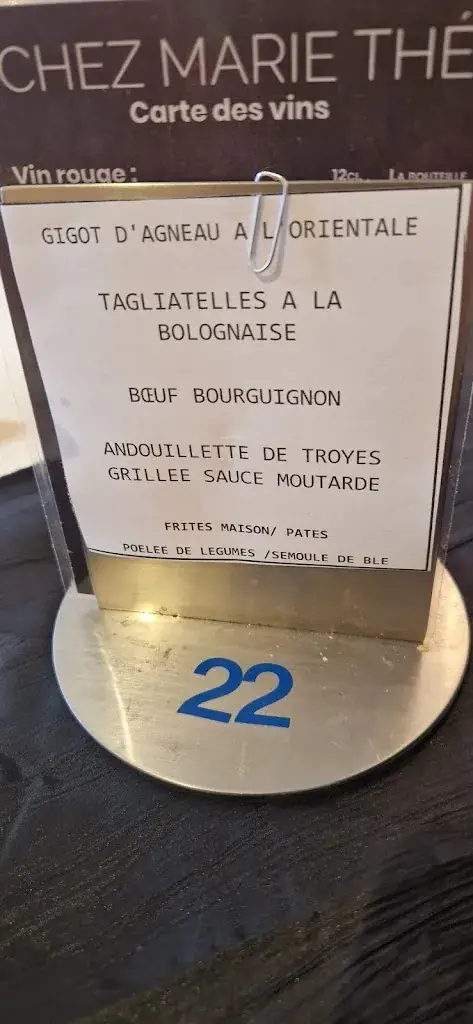 CHEZ MARIE THÉ
Carte des vins
Vin rouge : 12CL. LA BOUTEILLE
GIGOT D'AGNEAU A L'ORIENTALE
TAGLIATELLES A LA
BOLOGNAISE
BŒUF BOURGUIGNON
ANDOUILLETTE DE TROYES
GRILLEE SAUCE MOUTARDE
FRITES MAISON/ PATES
POELEE DE LEGUMES /SEMOULE DE BLE
22